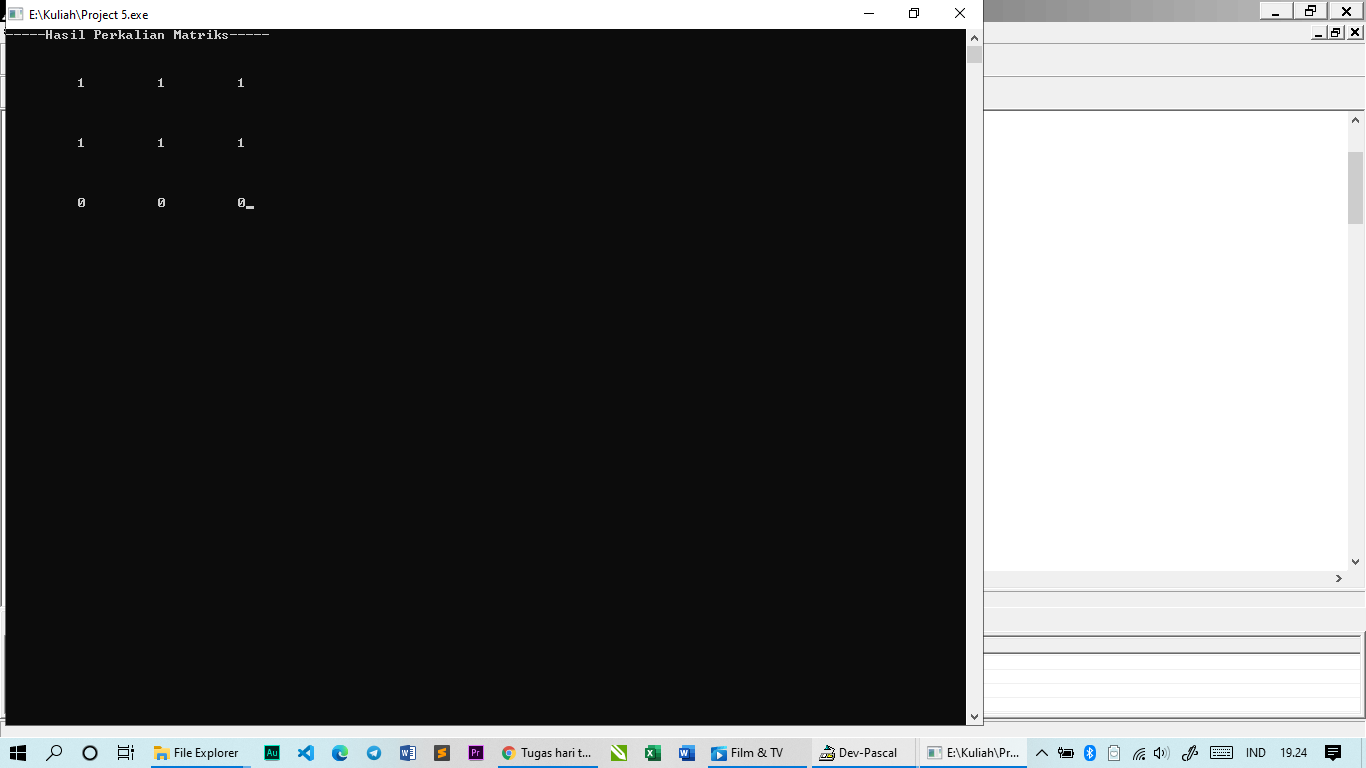 E:\Kuliah\Project 5.exe
-----Hasil Perkalian Matriks-----
1 1 1
1 1 1
0 0 0_
File Explorer Tugas hari t... Film & TV Dev-Pascal E:\Kuliah\Pr... IND 19.24